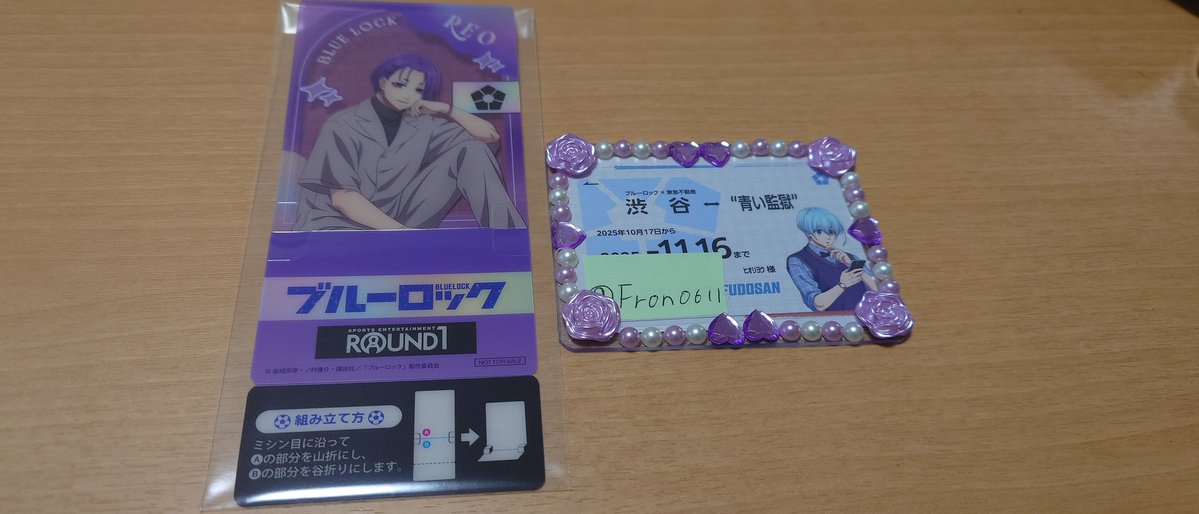 BLUE LOCK
REO
ブルーロック
BLUELOCK
SPORTS ENTERTAINMENT
ROUND1
NOT FOR SALE
© 金城宗幸・ノ村優介・講談社／「ブルーロック」製作委員会
組み立て方
ミシン目に沿って
Aの部分を山折にし、
Bの部分を谷折りにします。
A
B
ブルーロック×東急不動産
渋谷 ー "青い監獄"
2025年10月17日から
11.16まで
ヒオリヨウ 様
FUDOSAN
@Fron0611